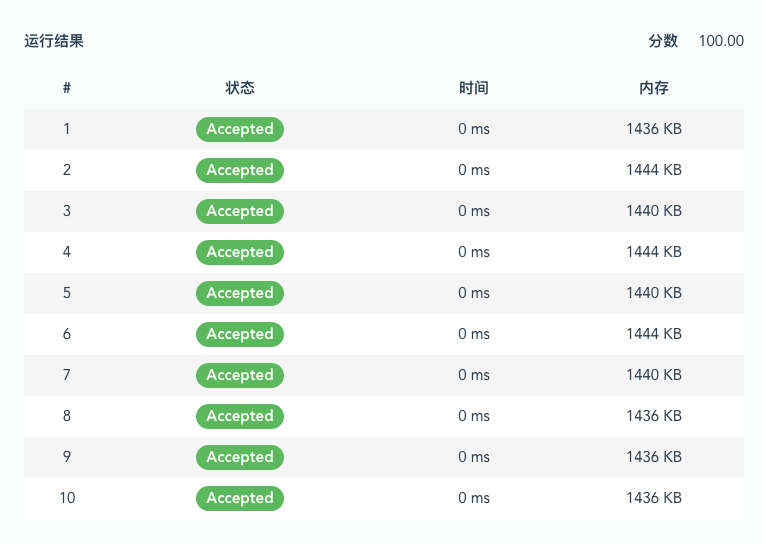 运行结果 分数 100.00
# 状态 时间 内存
1 Accepted 0 ms 1436 KB
2 Accepted 0 ms 1444 KB
3 Accepted 0 ms 1440 KB
4 Accepted 0 ms 1444 KB
5 Accepted 0 ms 1440 KB
6 Accepted 0 ms 1444 KB
7 Accepted 0 ms 1440 KB
8 Accepted 0 ms 1436 KB
9 Accepted 0 ms 1436 KB
10 Accepted 0 ms 1436 KB